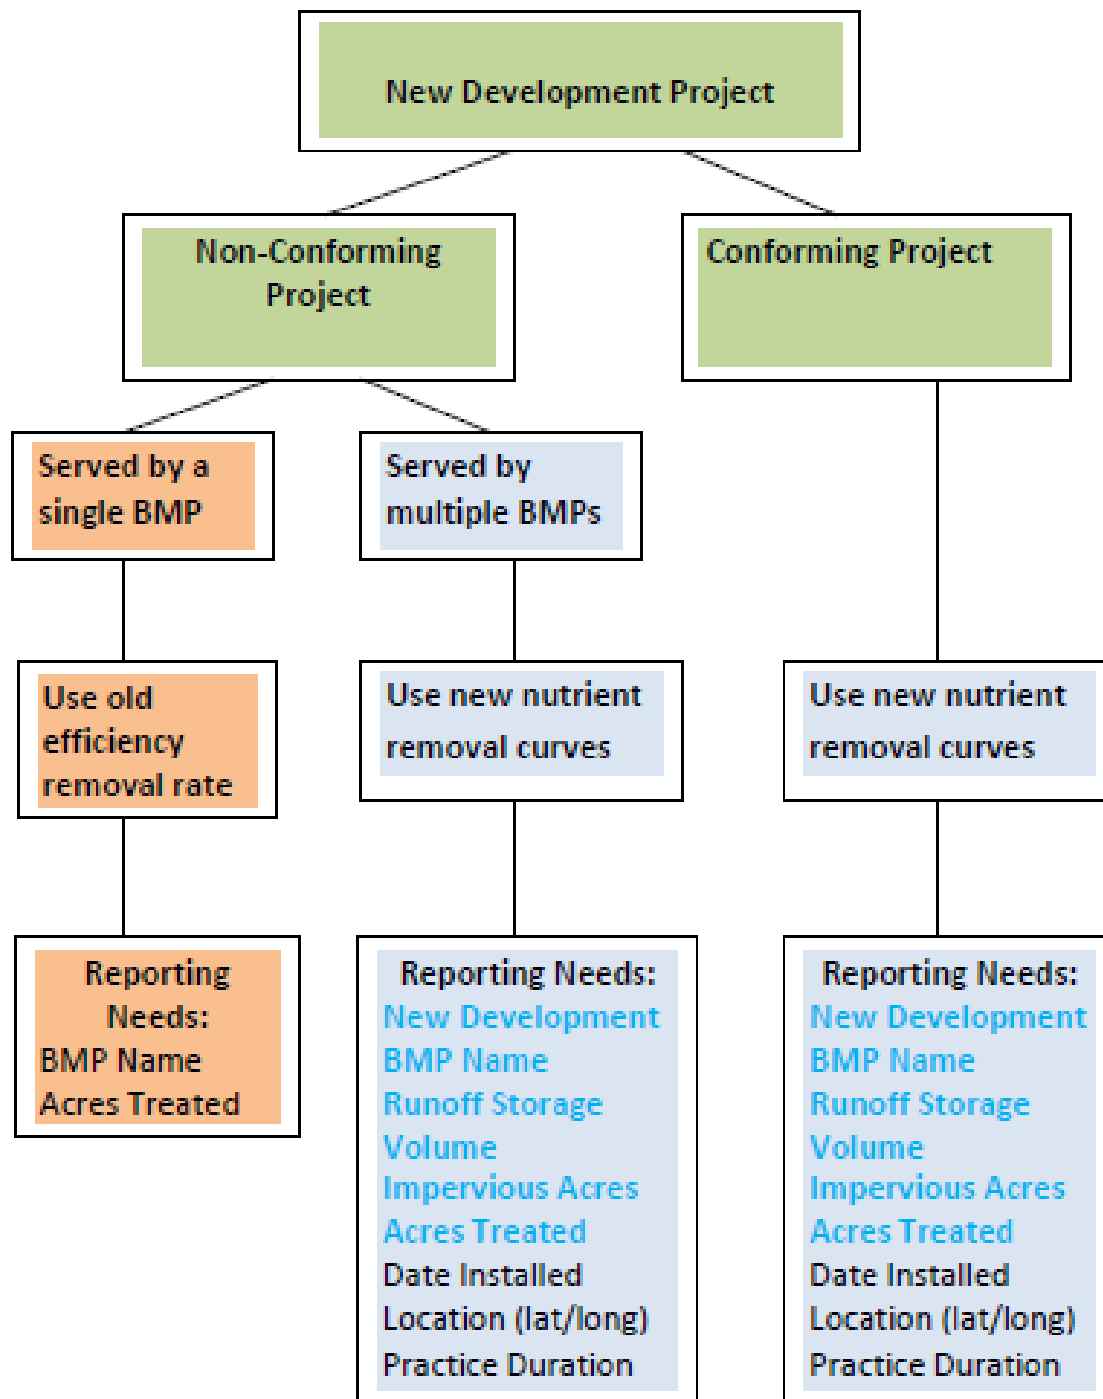 New Development Project
Non-Conforming
Project
Conforming Project
Served by a
single BMP
Served by
multiple BMPs
Use old
efficiency
removal rate
Use new nutrient
removal curves
Use new nutrient
removal curves
Reporting
Needs:
BMP Name
Acres Treated
Reporting Needs:
New Development
BMP Name
Runoff Storage
Volume
Impervious Acres
Acres Treated
Date Installed
Location (lat/long)
Practice Duration
Reporting Needs:
New Development
BMP Name
Runoff Storage
Volume
Impervious Acres
Acres Treated
Date Installed
Location (lat/long)
Practice Duration